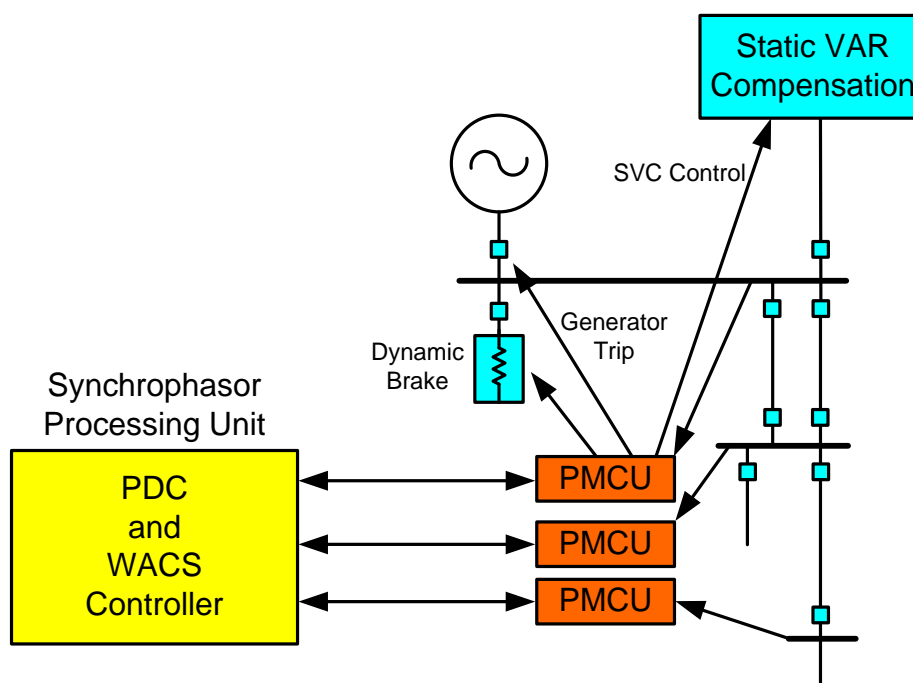 Static VAR
Compensation
SVC Control
Generator
Trip
Dynamic
Brake
Synchrophasor
Processing Unit
PDC
and
WACS
Controller
PMCU
PMCU
PMCU